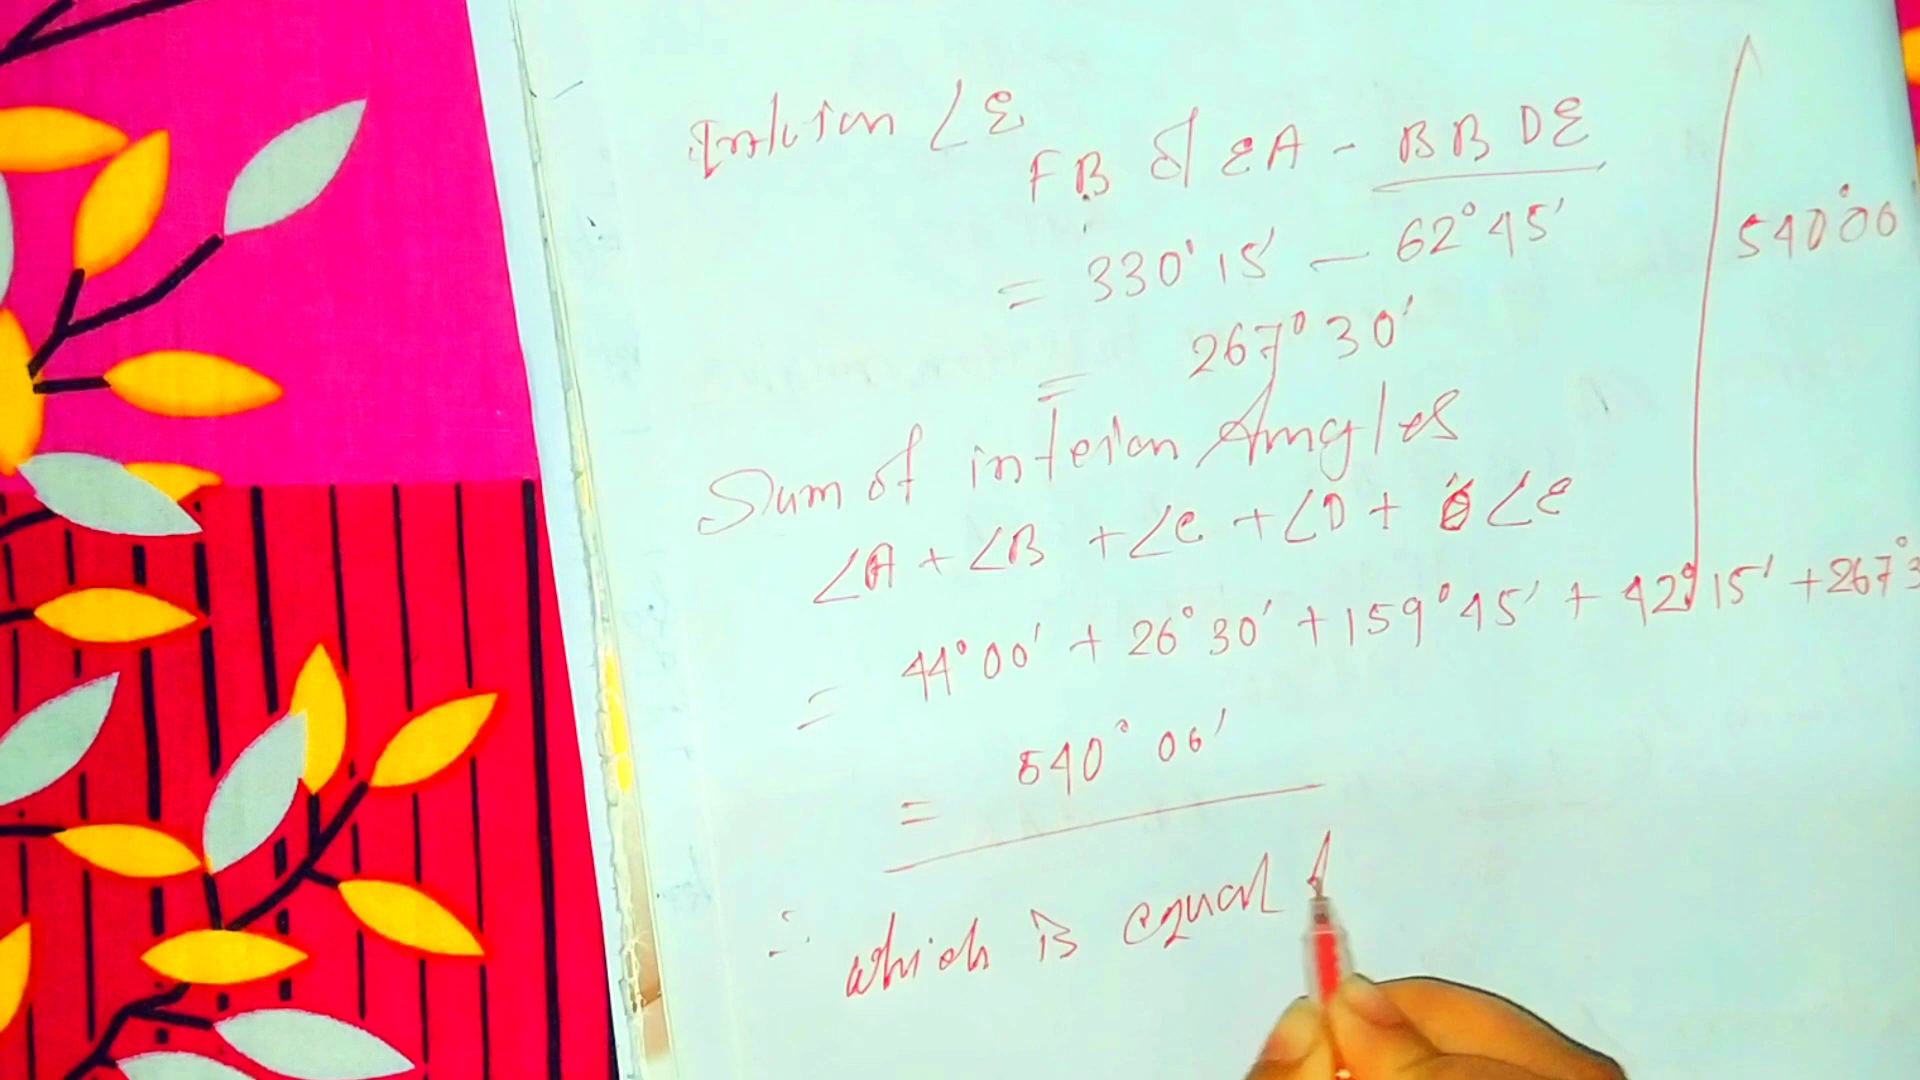 Interior ∠E
FB of EA - BB DE
= 330° 15' - 62° 45'
= 267° 30'
540°00
Sum of interior Angles
∠A + ∠B + ∠C + ∠D + ∠E
= 44°00' + 26°30' + 159°45' + 42°15' + 267°3
= 540° 00'
∴ which is equal